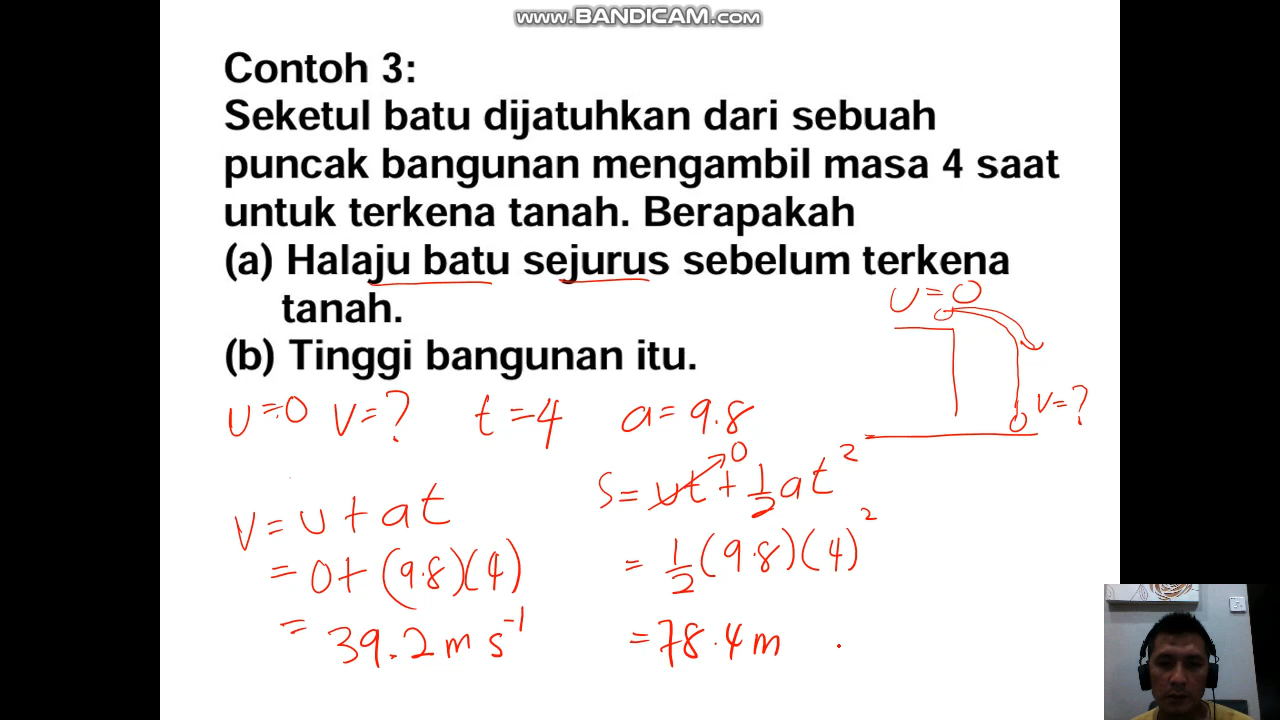 www.BANDICAM.com
Contoh 3:
Seketul batu dijatuhkan dari sebuah
puncak bangunan mengambil masa 4 saat
untuk terkena tanah. Berapakah
(a) Halaju batu sejurus sebelum terkena
tanah.
(b) Tinggi bangunan itu.
u = 0
v = ?
u = 0 v = ? t = 4 a = 9.8
v = u + at
= 0 + (9.8)(4)
= 39.2 m s⁻¹
0
s = ut + ½at²
= ½(9.8)(4)²
= 78.4 m